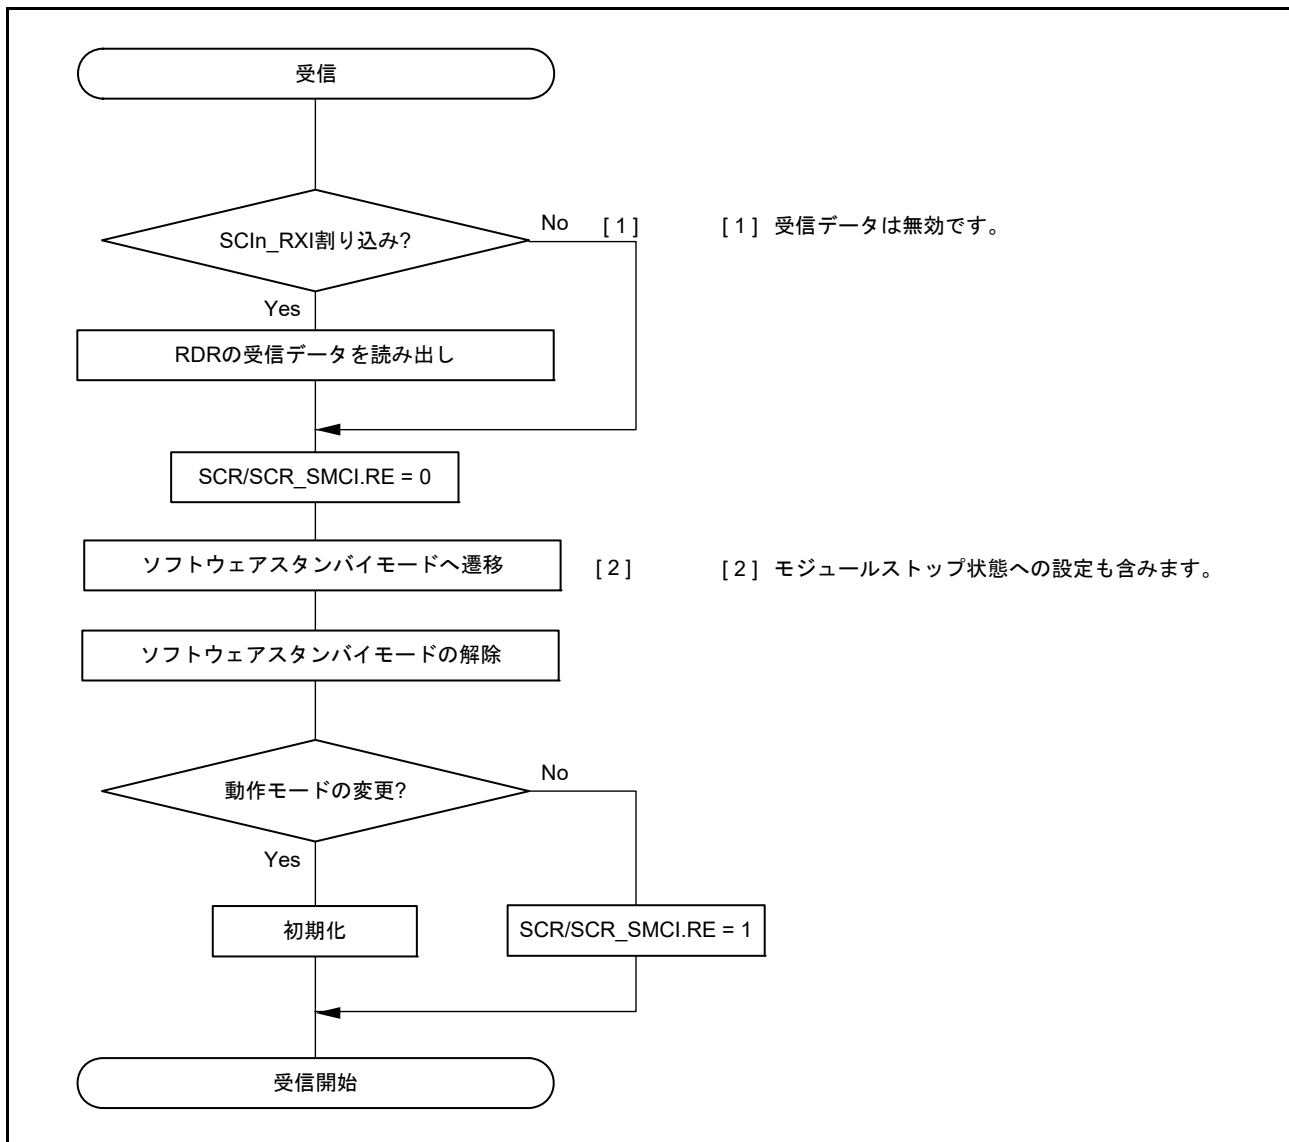 受信
SCIn_RXI割り込み?
No [1]
[1] 受信データは無効です。
Yes
RDRの受信データを読み出し
SCR/SCR_SMCI.RE = 0
ソフトウェアスタンバイモードへ遷移
[2]
[2] モジュールストップ状態への設定も含みます。
ソフトウェアスタンバイモードの解除
動作モードの変更?
No
Yes
初期化
SCR/SCR_SMCI.RE = 1
受信開始